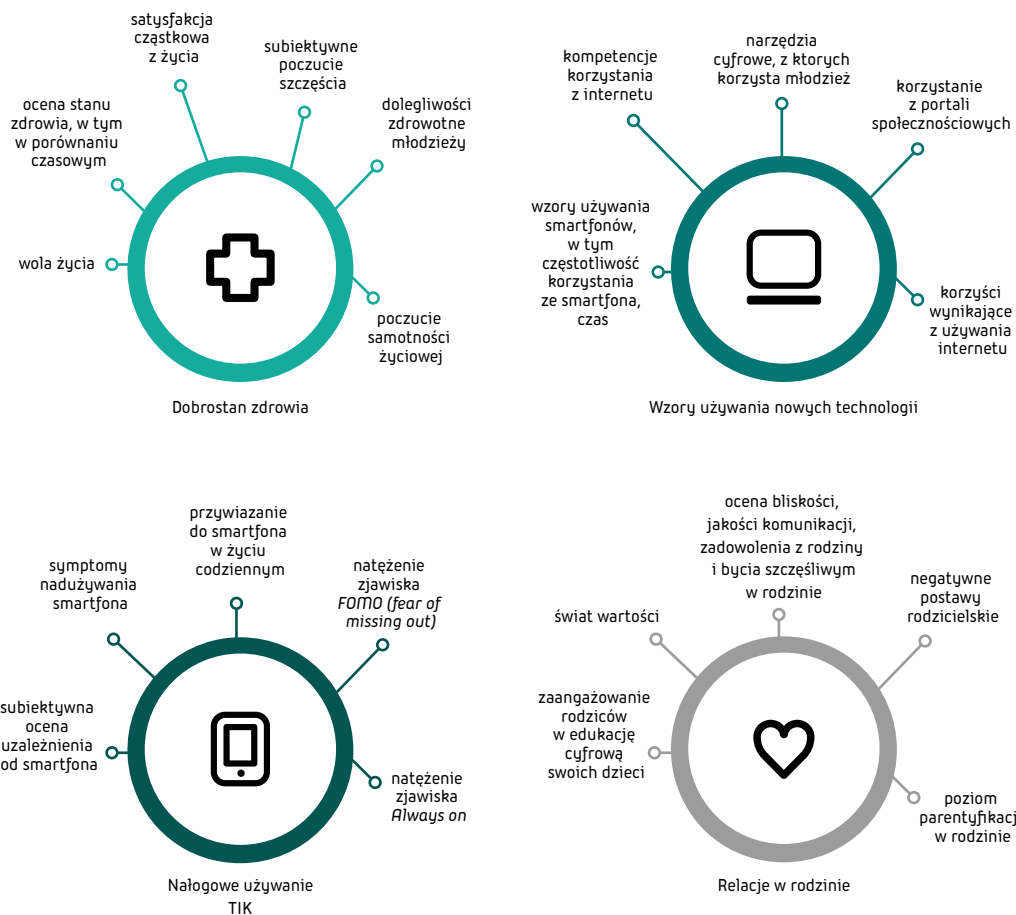 satysfakcja
cząstkowa
z życia
subiektywne
poczucie
szczęścia
ocena stanu
zdrowia, w tym
w porównaniu
czasowym
dolegliwości
zdrowotne
młodzieży
wola życia
poczucie
samotności
życiowej
Dobrostan zdrowia
kompetencje
korzystania
z internetu
narzędzia
cyfrowe, z ktorych
korzysta młodzież
korzystanie
z portali
społecznościowych
wzory używania
smartfonów,
w tym
częstotliwość
korzystania
ze smartfona,
czas
korzyści
wynikające
z używania
internetu
Wzory używania nowych technologii
przywiazanie
do smartfona
w życiu
codziennym
symptomy
nadużywania
smartfona
natężenie
zjawiska
FOMO (fear of
missing out)
subiektywna
ocena
uzależnienia
od smartfona
natężenie
zjawiska
Always on
Nałogowe używanie
TIK
ocena bliskości,
jakości komunikacji,
zadowolenia z rodziny
i bycia szczęśliwym
w rodzinie
świat wartości
negatywne
postawy
rodzicielskie
zaangażowanie
rodziców
w edukację
cyfrową
swoich dzieci
poziom
parentyfikacj
w rodzinie
Relacje w rodzinie